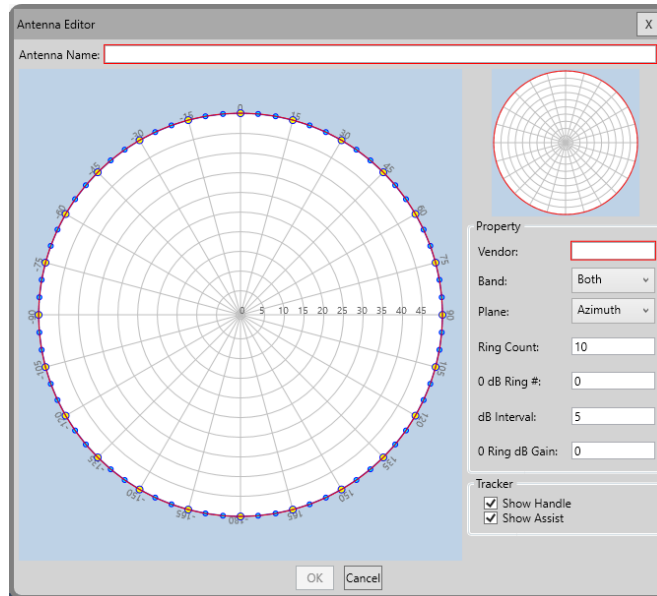 Antenna Editor
X
Antenna Name:
0
-15
15
-30
30
-45
45
-60
60
-75
75
0 5 10 15 20 25 30 35 40 45
-90
90
-105
105
-120
120
-135
135
-150
150
-165
165
-180
Property
Vendor:
Band: Both
Plane: Azimuth
Ring Count: 10
0 dB Ring #: 0
dB Interval: 5
0 Ring dB Gain: 0
Tracker
Show Handle
Show Assist
OK Cancel